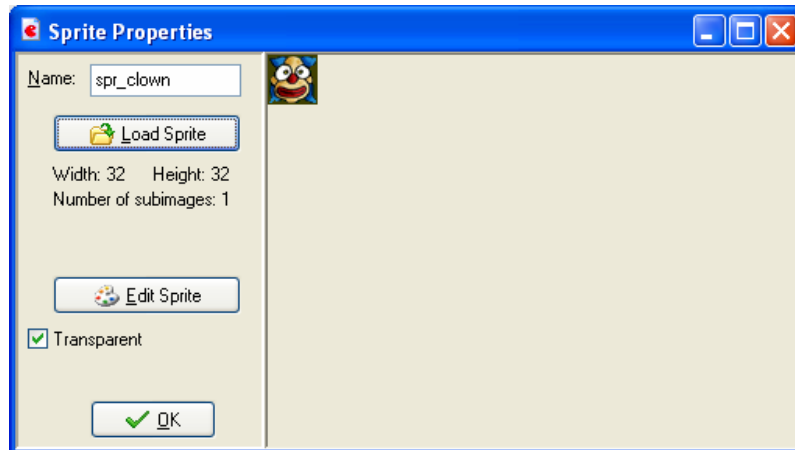 Sprite Properties
Name: spr_clown
Load Sprite
Width: 32 Height: 32
Number of subimages: 1
Edit Sprite
Transparent
OK